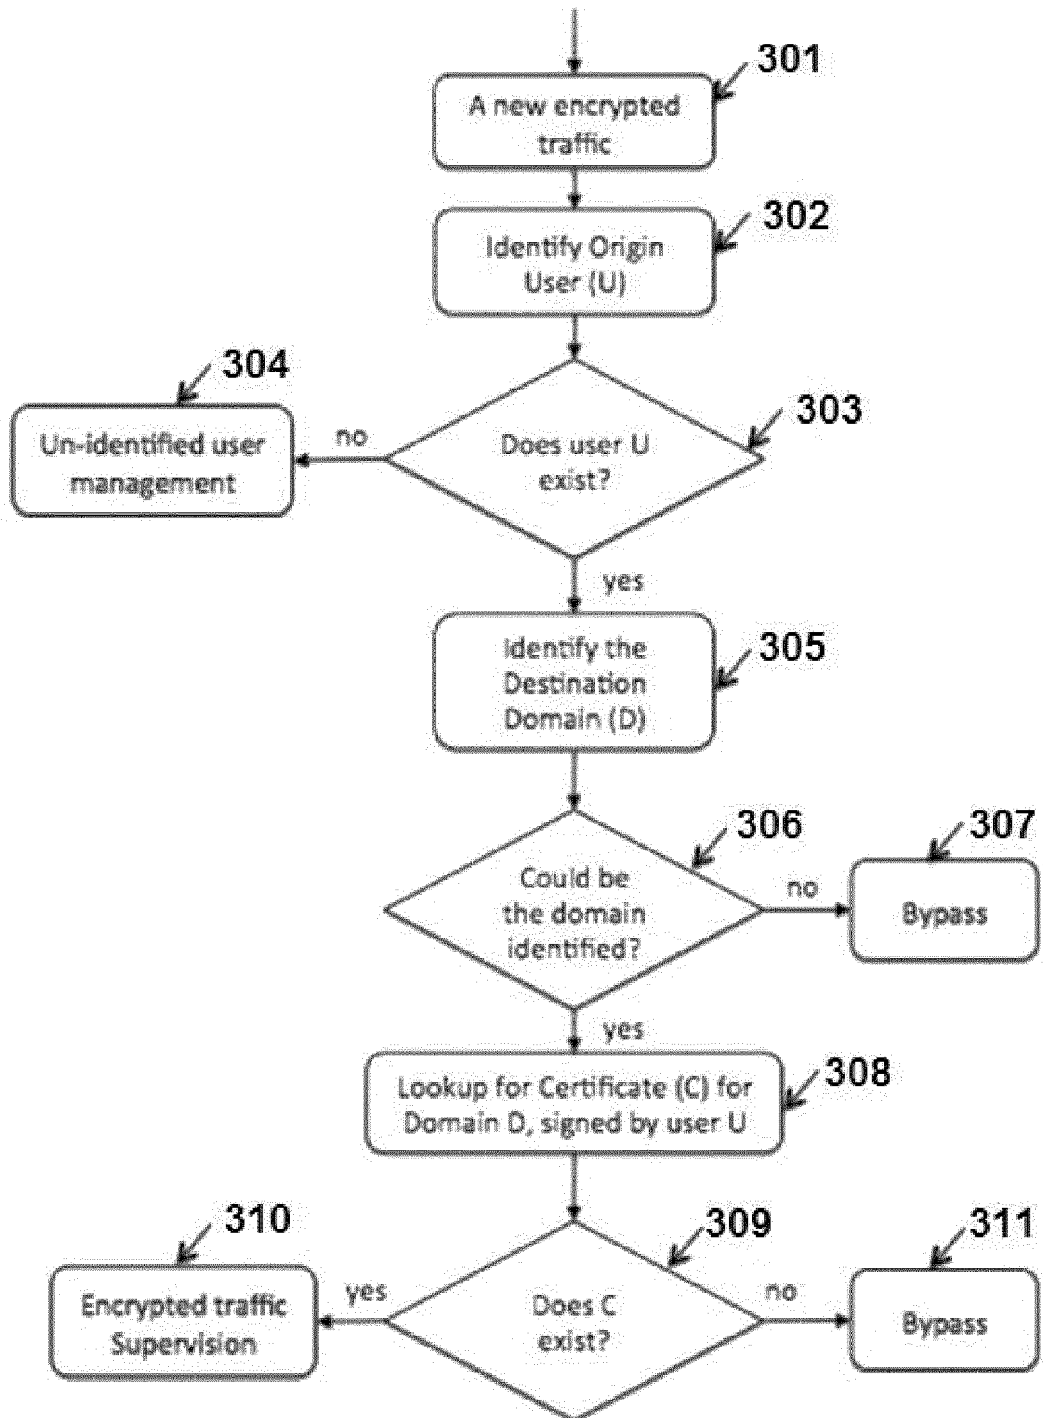 301
A new encrypted
traffic
302
Identify Origin
User (U)
304
303
Un-identified user
management
no
Does user U
exist?
yes
305
Identify the
Destination
Domain (D)
306
307
Could be
the domain
identified?
no
Bypass
yes
308
Lookup for Certificate (C) for
Domain D, signed by user U
310
309
311
Encrypted traffic
Supervision
yes
Does C
exist?
no
Bypass